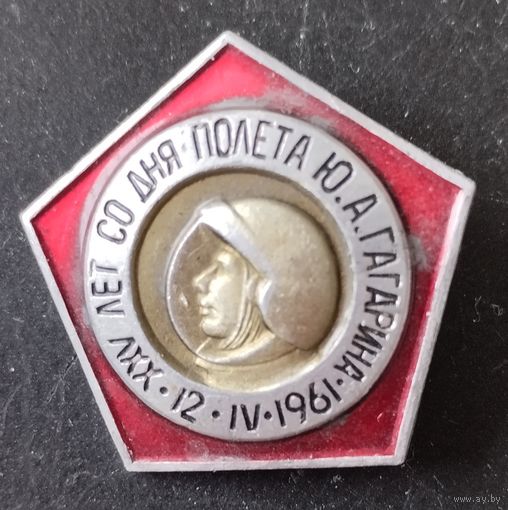 XXV ЛЕТ СО ДНЯ ПОЛЕТА Ю.А.ГАГАРИНА · 12 · IV · 1961 ·
www.ay.by